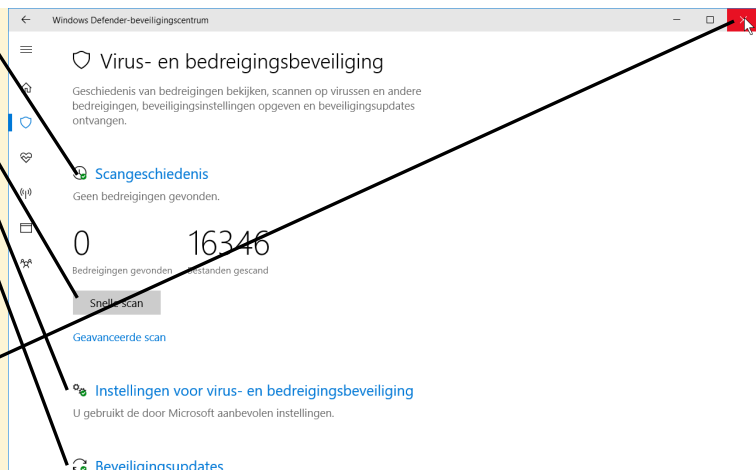 Windows Defender-beveiligingscentrum
Virus- en bedreigingsbeveiliging
Geschiedenis van bedreigingen bekijken, scannen op virussen en andere
bedreigingen, beveiligingsinstellingen opgeven en beveiligingsupdates
ontvangen.
Scangeschiedenis
Geen bedreigingen gevonden.
0 16346
Bedreigingen gevonden Bestanden gescand
Snelle scan
Geavanceerde scan
Instellingen voor virus- en bedreigingsbeveiliging
U gebruikt de door Microsoft aanbevolen instellingen.
Beveiligingsupdates